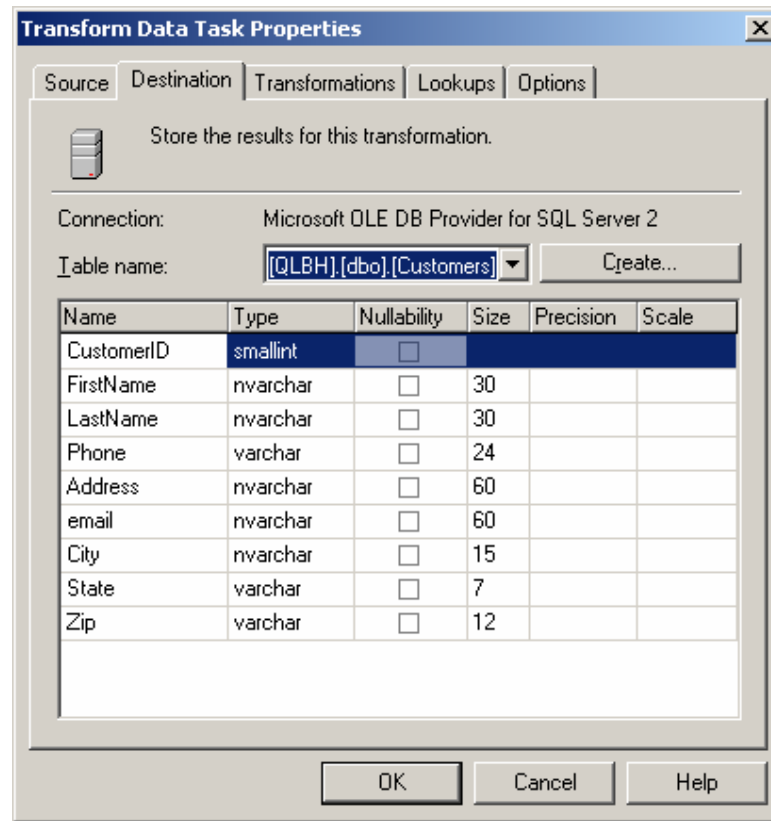 Transform Data Task Properties
Source Destination Transformations Lookups Options
Store the results for this transformation.
Connection: Microsoft OLE DB Provider for SQL Server 2
Table name: [QLBH].[dbo].[Customers] Create...
Name Type Nullability Size Precision Scale
CustomerID smallint
FirstName nvarchar 30
LastName nvarchar 30
Phone varchar 24
Address nvarchar 60
email nvarchar 60
City nvarchar 15
State varchar 7
Zip varchar 12
OK Cancel Help